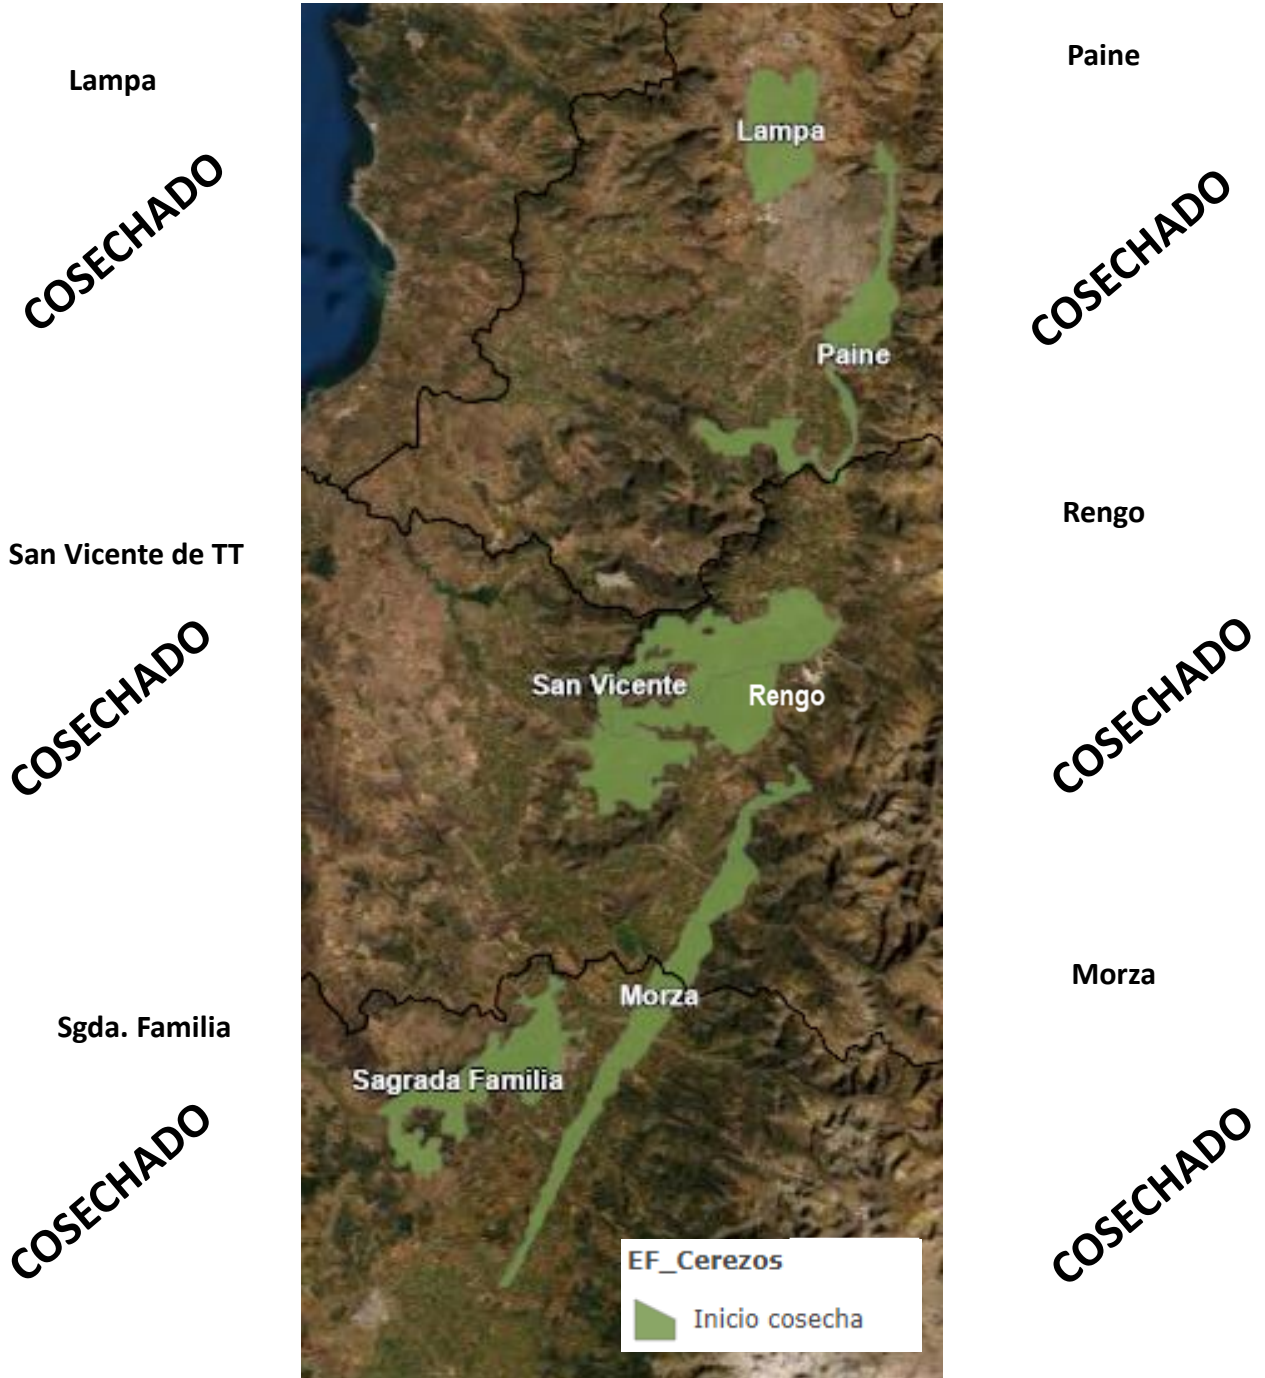 Lampa
COSECHADO
Paine
COSECHADO
San Vicente de TT
COSECHADO
Rengo
COSECHADO
Sgda. Familia
COSECHADO
Morza
COSECHADO
Lampa
Paine
San Vicente
Rengo
Morza
Sagrada Familia
EF_Cerezos
Inicio cosecha